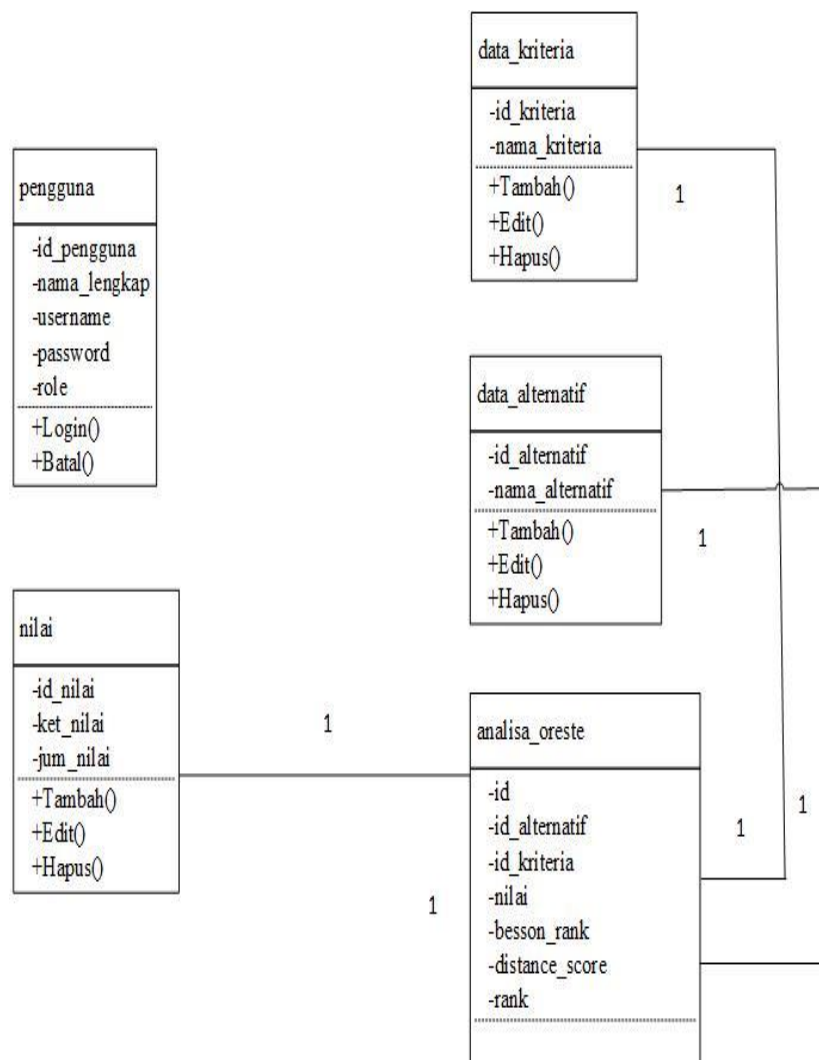 data_kriteria
-id_kriteria
-nama_kriteria
+Tambah()
+Edit()
+Hapus()
1
pengguna
-id_pengguna
-nama_lengkap
-username
-password
-role
+Login()
+Batal()
data_alternatif
-id_alternatif
-nama_alternatif
+Tambah()
+Edit()
+Hapus()
1
nilai
-id_nilai
-ket_nilai
-jum_nilai
+Tambah()
+Edit()
+Hapus()
1
1
analisa_oreste
-id
-id_alternatif
-id_kriteria
-nilai
-besson_rank
-distance_score
-rank
1
1